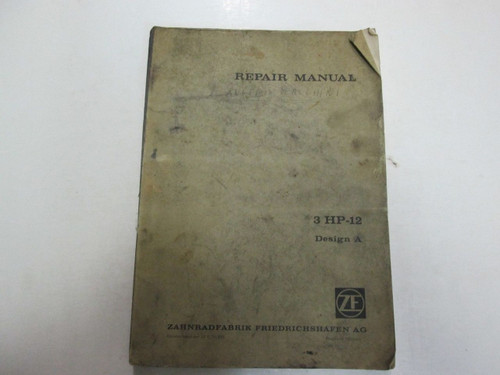 REPAIR MANUAL
3 HP-12
Design A
ZF
ZAHNRADFABRIK FRIEDRICHSHAFEN AG